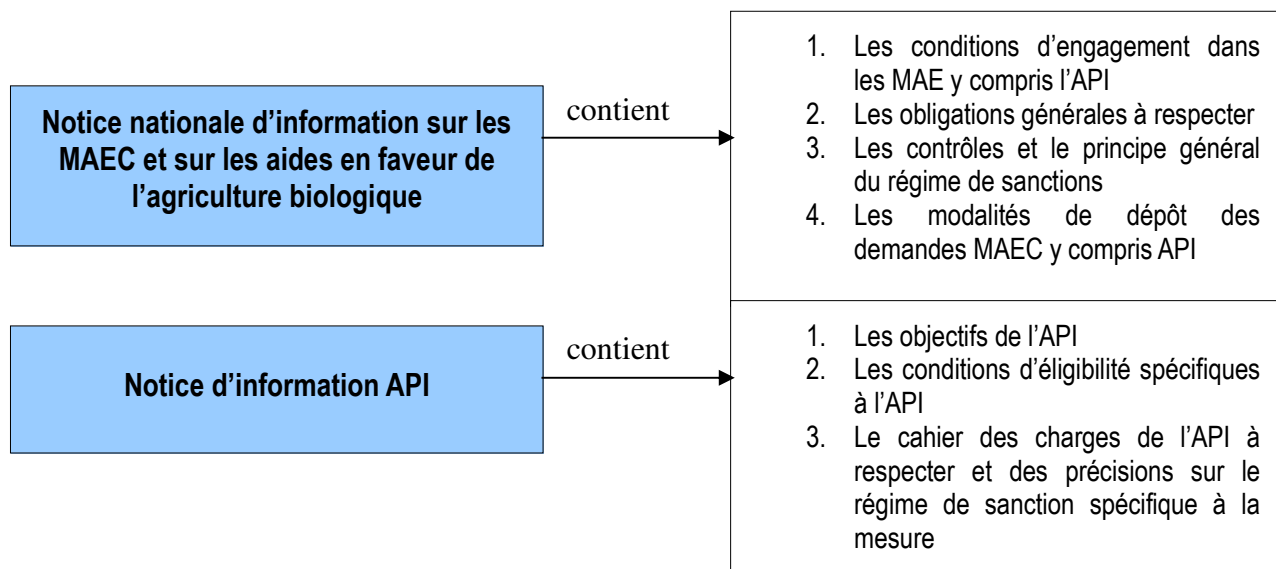 Notice nationale d’information sur les
MAEC et sur les aides en faveur de
l’agriculture biologique
contient
1. Les conditions d’engagement dans
les MAE y compris l’API
2. Les obligations générales à respecter
3. Les contrôles et le principe général
du régime de sanctions
4. Les modalités de dépôt des
demandes MAEC y compris API
Notice d’information API
contient
1. Les objectifs de l’API
2. Les conditions d’éligibilité spécifiques
à l’API
3. Le cahier des charges de l’API à
respecter et des précisions sur le
régime de sanction spécifique à la
mesure